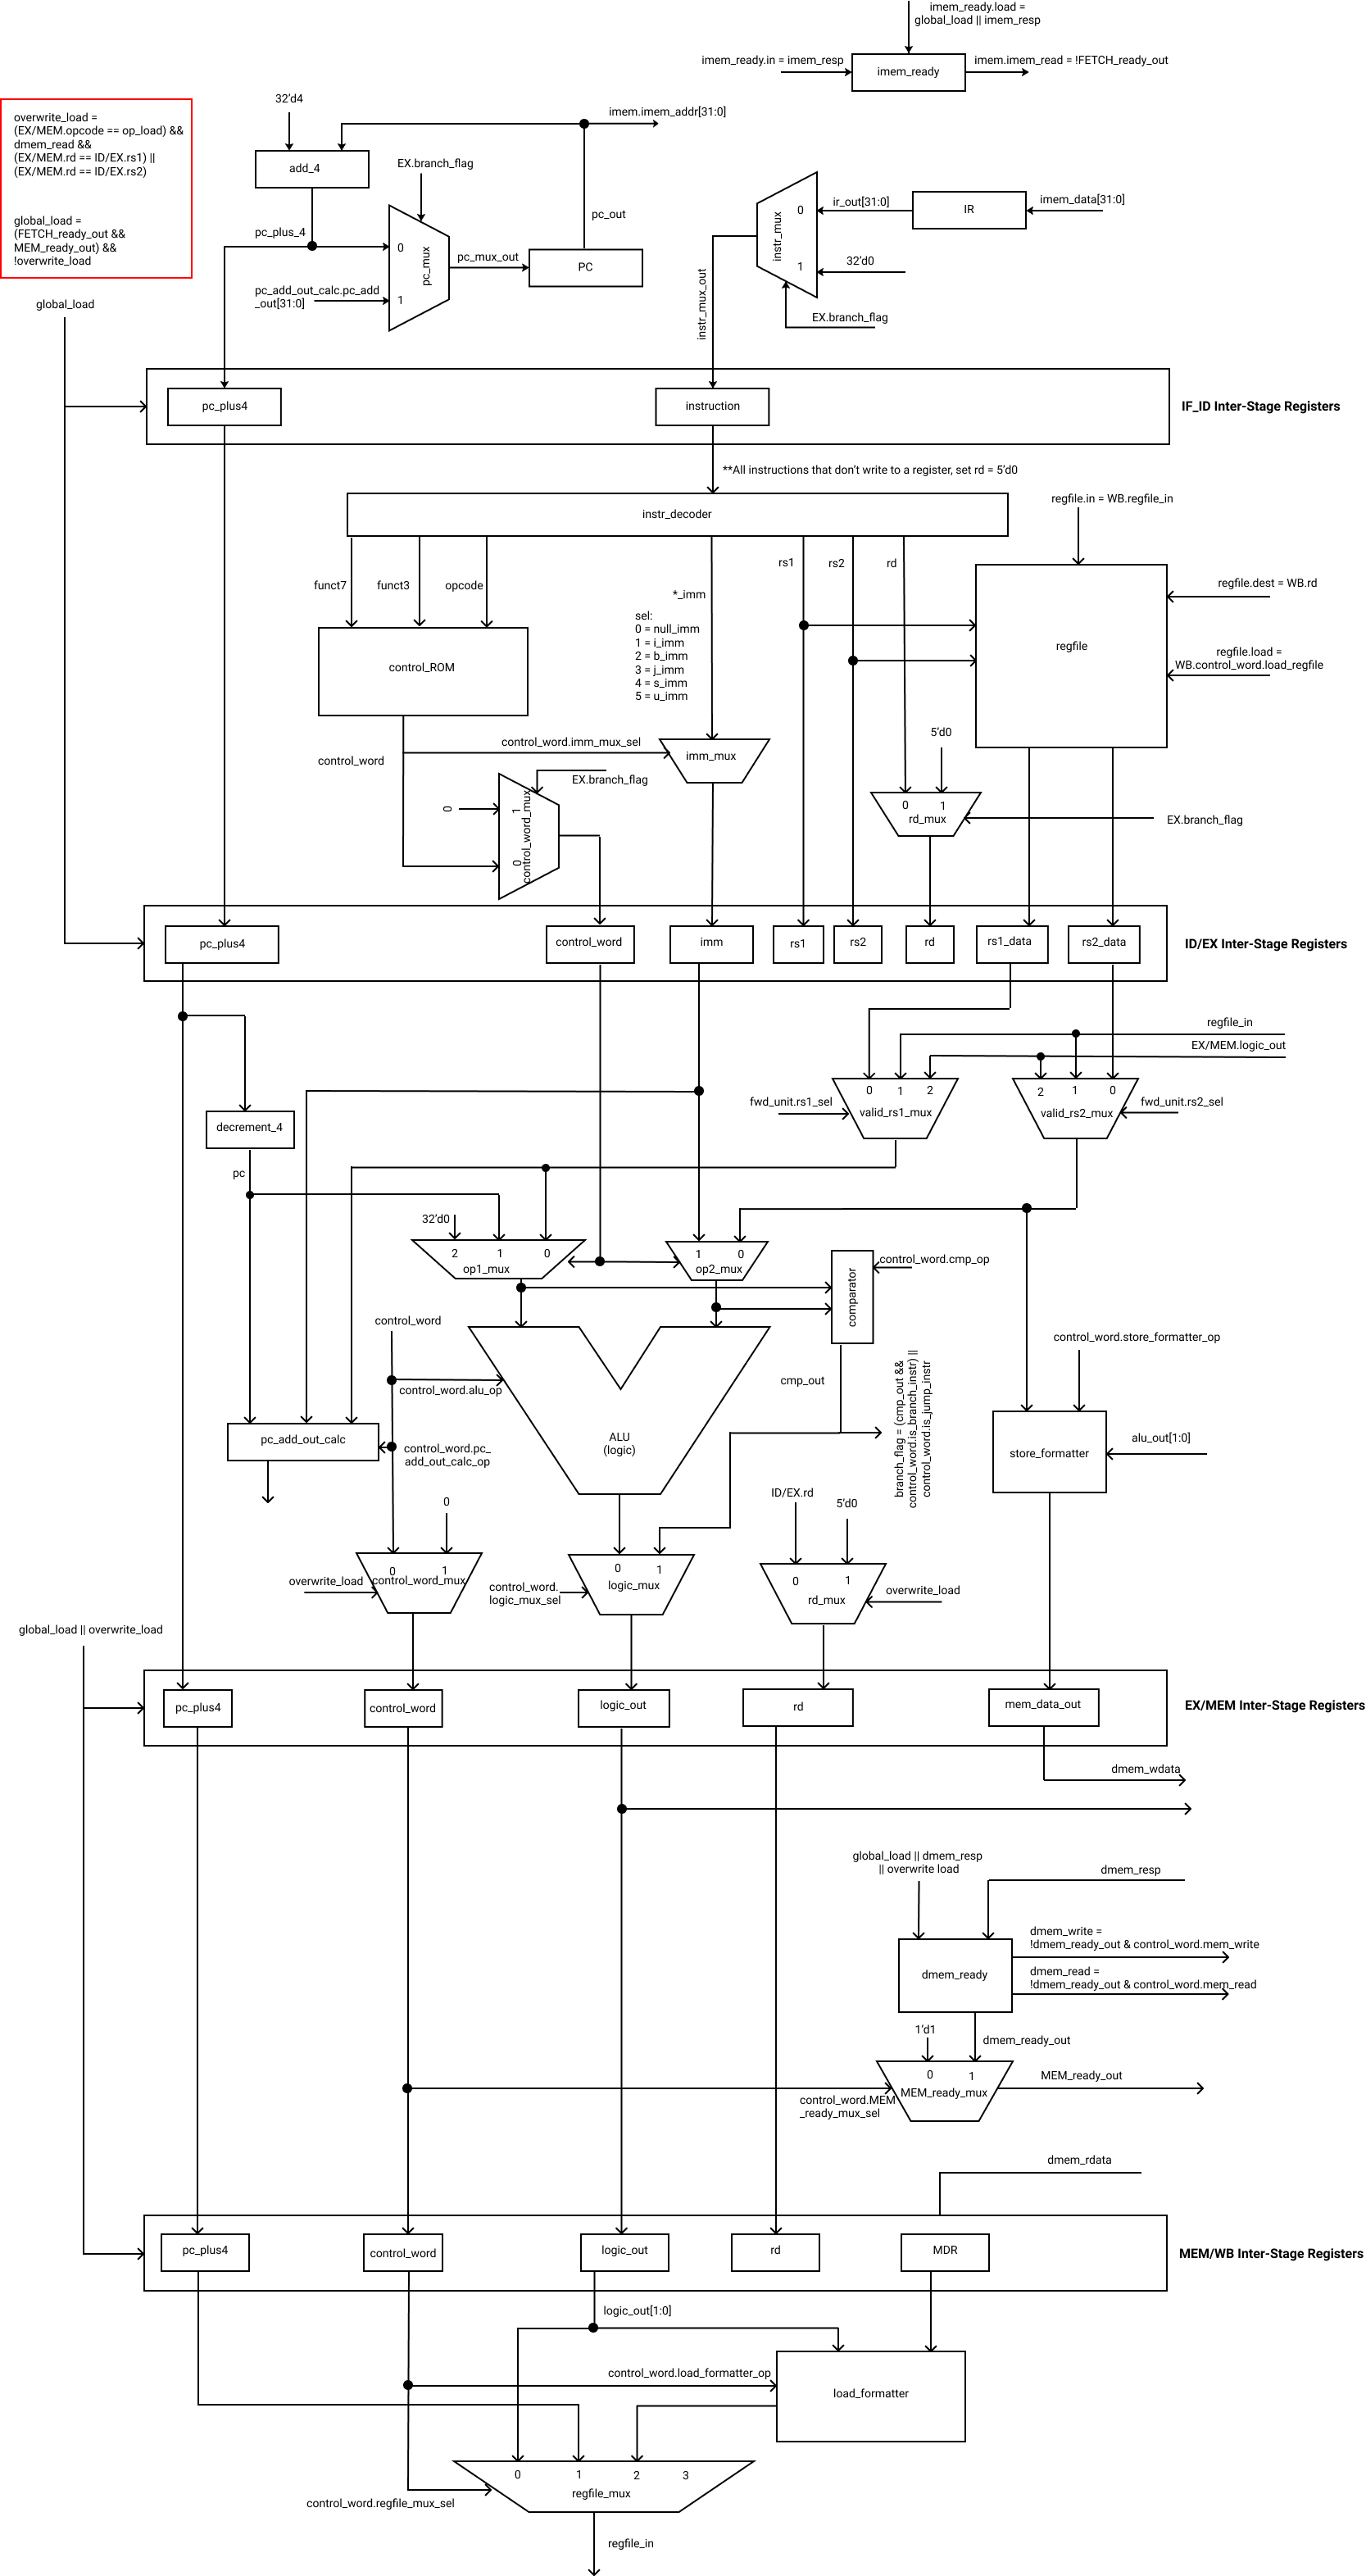 imem_ready.load =
global_load || imem_resp
imem_ready.in = imem_resp
imem_ready
imem.imem_read = !FETCH_ready_out
overwrite_load =
(EX/MEM.opcode == op_load) &&
dmem_read &&
(EX/MEM.rd == ID/EX.rs1) ||
(EX/MEM.rd == ID/EX.rs2)
global_load =
(FETCH_ready_out &&
MEM_ready_out) &&
!overwrite_load
32'd4
imem.imem_addr[31:0]
add_4
EX.branch_flag
pc_out
pc_plus_4
0
pc_mux
1
pc_mux_out
PC
pc_add_out_calc.pc_add
_out[31:0]
instr_mux
0
1
ir_out[31:0]
IR
imem_data[31:0]
32'd0
EX.branch_flag
instr_mux_out
global_load
pc_plus4
instruction
IF_ID Inter-Stage Registers
**All instructions that don't write to a register, set rd = 5'd0
instr_decoder
regfile.in = WB.regfile_in
funct7
funct3
opcode
*_imm
sel:
0 = null_imm
1 = i_imm
2 = b_imm
3 = j_imm
4 = s_imm
5 = u_imm
rs1
rs2
rd
regfile
regfile.dest = WB.rd
regfile.load =
WB.control_word.load_regfile
control_ROM
control_word
control_word.imm_mux_sel
imm_mux
EX.branch_flag
0
1
0
control_word_mux
5'd0
0
1
rd_mux
EX.branch_flag
pc_plus4
control_word
imm
rs1
rs2
rd
rs1_data
rs2_data
ID/EX Inter-Stage Registers
regfile_in
EX/MEM.logic_out
0
1
2
valid_rs1_mux
fwd_unit.rs1_sel
2
1
0
valid_rs2_mux
fwd_unit.rs2_sel
decrement_4
pc
32'd0
2
1
0
op1_mux
1
0
op2_mux
comparator
control_word.cmp_op
control_word
control_word.alu_op
ALU
(logic)
cmp_out
branch_flag = (cmp_out &&
control_word.is_branch_instr) ||
control_word.is_jump_instr
control_word.store_formatter_op
store_formatter
alu_out[1:0]
pc_add_out_calc
control_word.pc_
add_out_calc_op
0
0
1
control_word_mux
overwrite_load
control_word.
logic_mux_sel
0
1
logic_mux
ID/EX.rd
5'd0
0
1
rd_mux
overwrite_load
global_load || overwrite_load
pc_plus4
control_word
logic_out
rd
mem_data_out
EX/MEM Inter-Stage Registers
dmem_wdata
global_load || dmem_resp
|| overwrite load
dmem_resp
dmem_ready
dmem_write =
!dmem_ready_out & control_word.mem_write
dmem_read =
!dmem_ready_out & control_word.mem_read
1'd1
dmem_ready_out
0
1
MEM_ready_mux
MEM_ready_out
control_word.MEM
_ready_mux_sel
dmem_rdata
pc_plus4
control_word
logic_out
rd
MDR
MEM/WB Inter-Stage Registers
logic_out[1:0]
control_word.load_formatter_op
load_formatter
0
1
2
3
regfile_mux
control_word.regfile_mux_sel
regfile_in